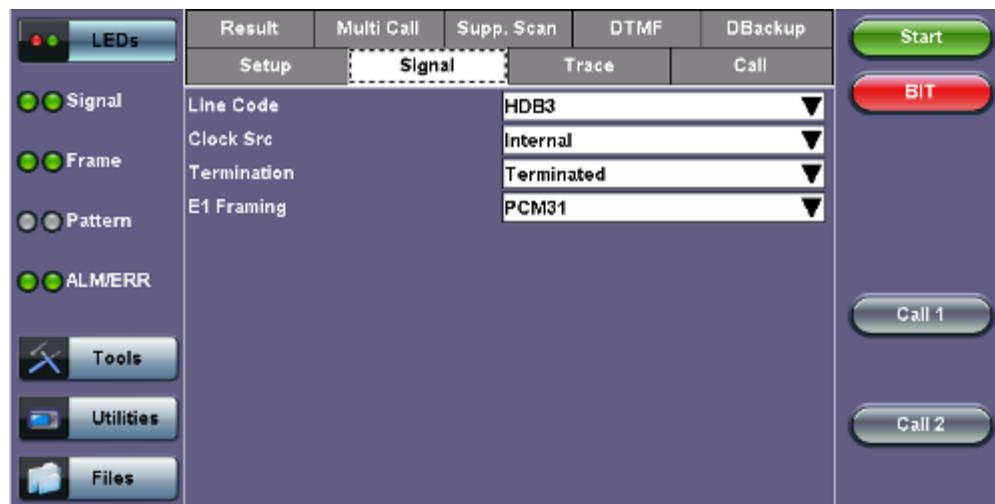 LEDs
Signal
Frame
Pattern
ALM/ERR
Tools
Utilities
Files
Result Multi Call Supp. Scan DTMF DBackup
Setup Signal Trace Call
Line Code HDB3
Clock Src Internal
Termination Terminated
E1 Framing PCM31
Start
BIT
Call 1
Call 2